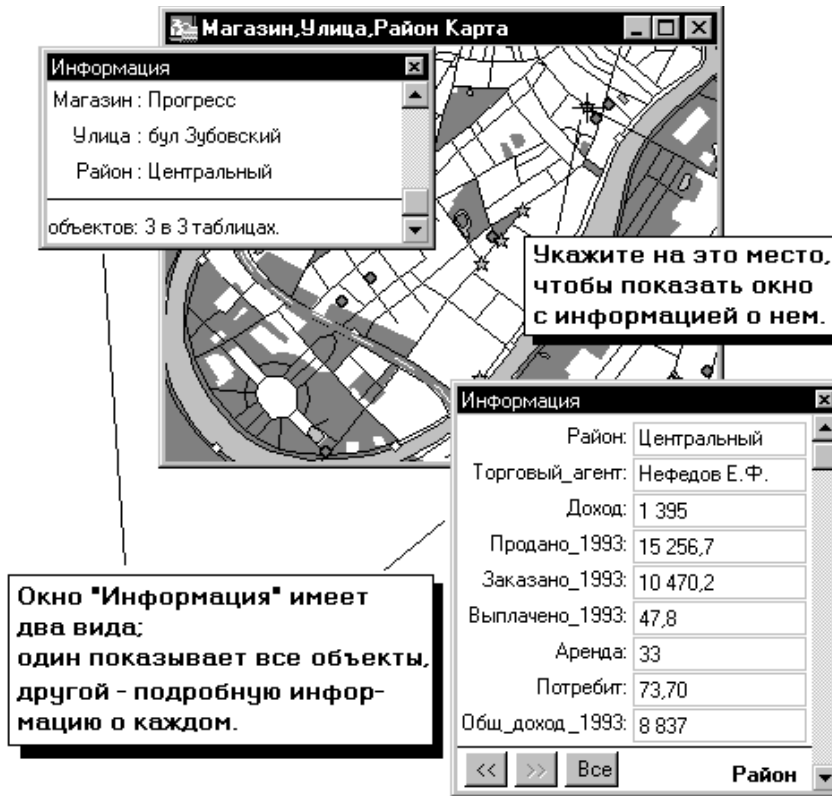 Магазин,Улица,Район Карта
Информация
Магазин : Прогресс
Улица : бул Зубовский
Район : Центральный
объектов: 3 в 3 таблицах.
Укажите на это место,
чтобы показать окно
с информацией о нем.
Информация
Район: Центральный
Торговый_агент: Нефедов Е.Ф.
Доход: 1 395
Продано_1993: 15 256,7
Заказано_1993: 10 470,2
Выплачено_1993: 47,8
Аренда: 33
Потребит: 73,70
Общ_доход_1993: 8 837
<< >> Все Район
Окно "Информация" имеет
два вида;
один показывает все объекты,
другой - подробную инфор-
мацию о каждом.